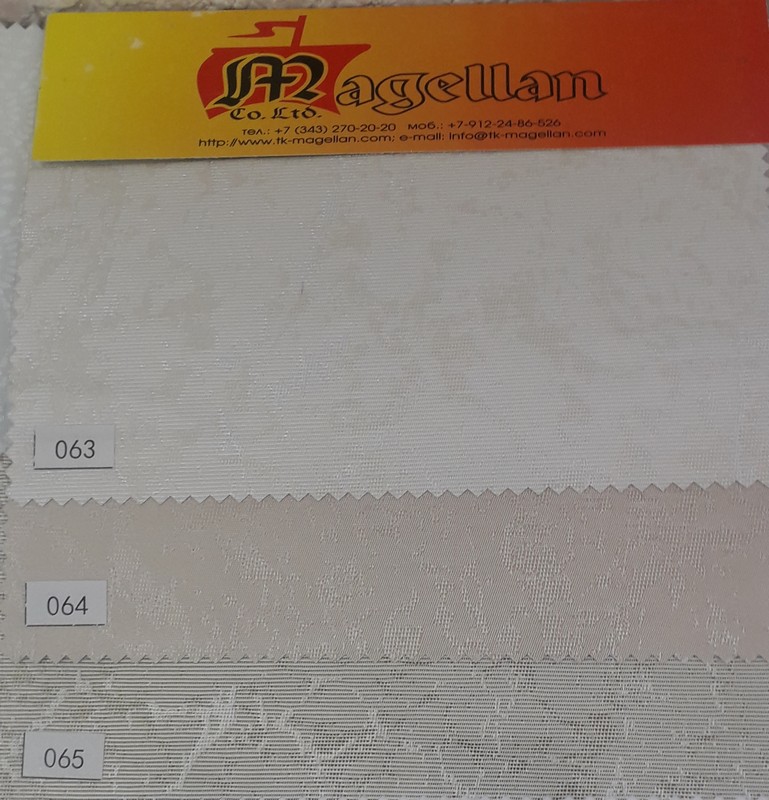 Magellan
Co. Ltd.
тел.: +7 (343) 270-20-20 моб.: +7-912-24-86-526
http://www.tk-magellan.com; e-mail: info@tk-magellan.com
063
064
065